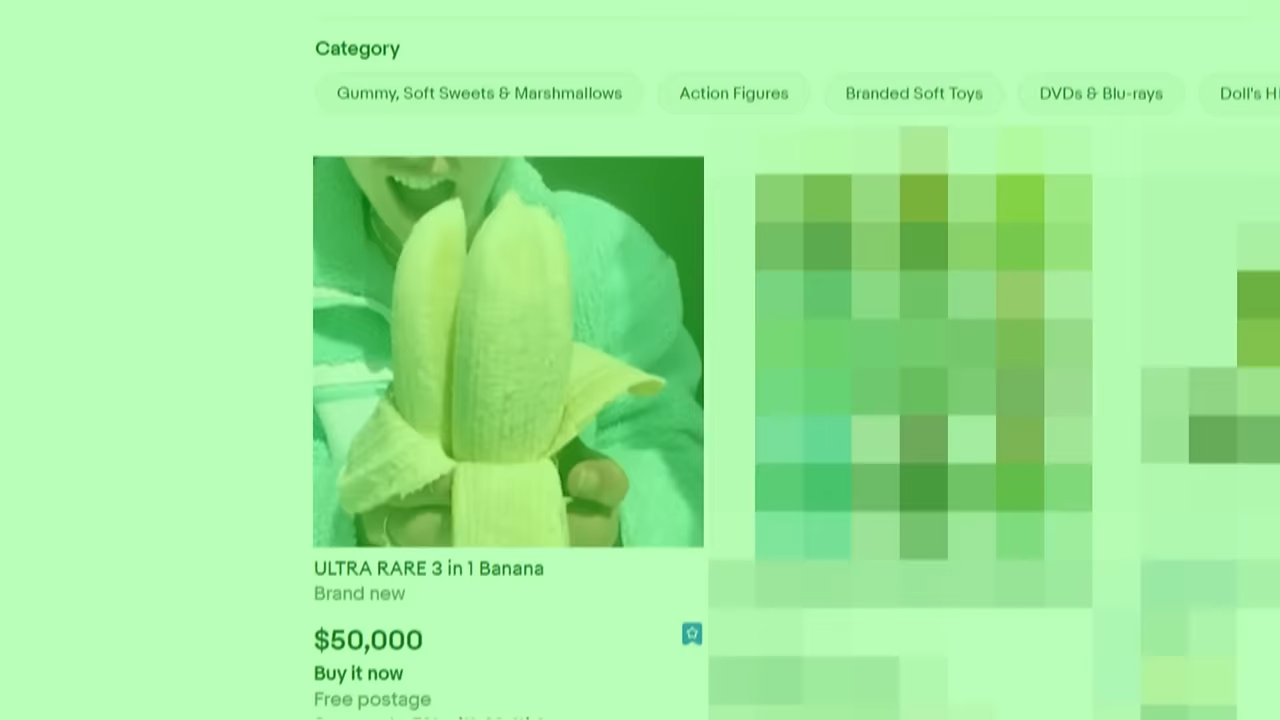 Category
Gummy, Soft Sweets & Marshmallows
Action Figures
Branded Soft Toys
DVDs & Blu-rays
Doll's
ULTRA RARE 3 in 1 Banana
Brand new
$50,000
Buy it now
Free postage